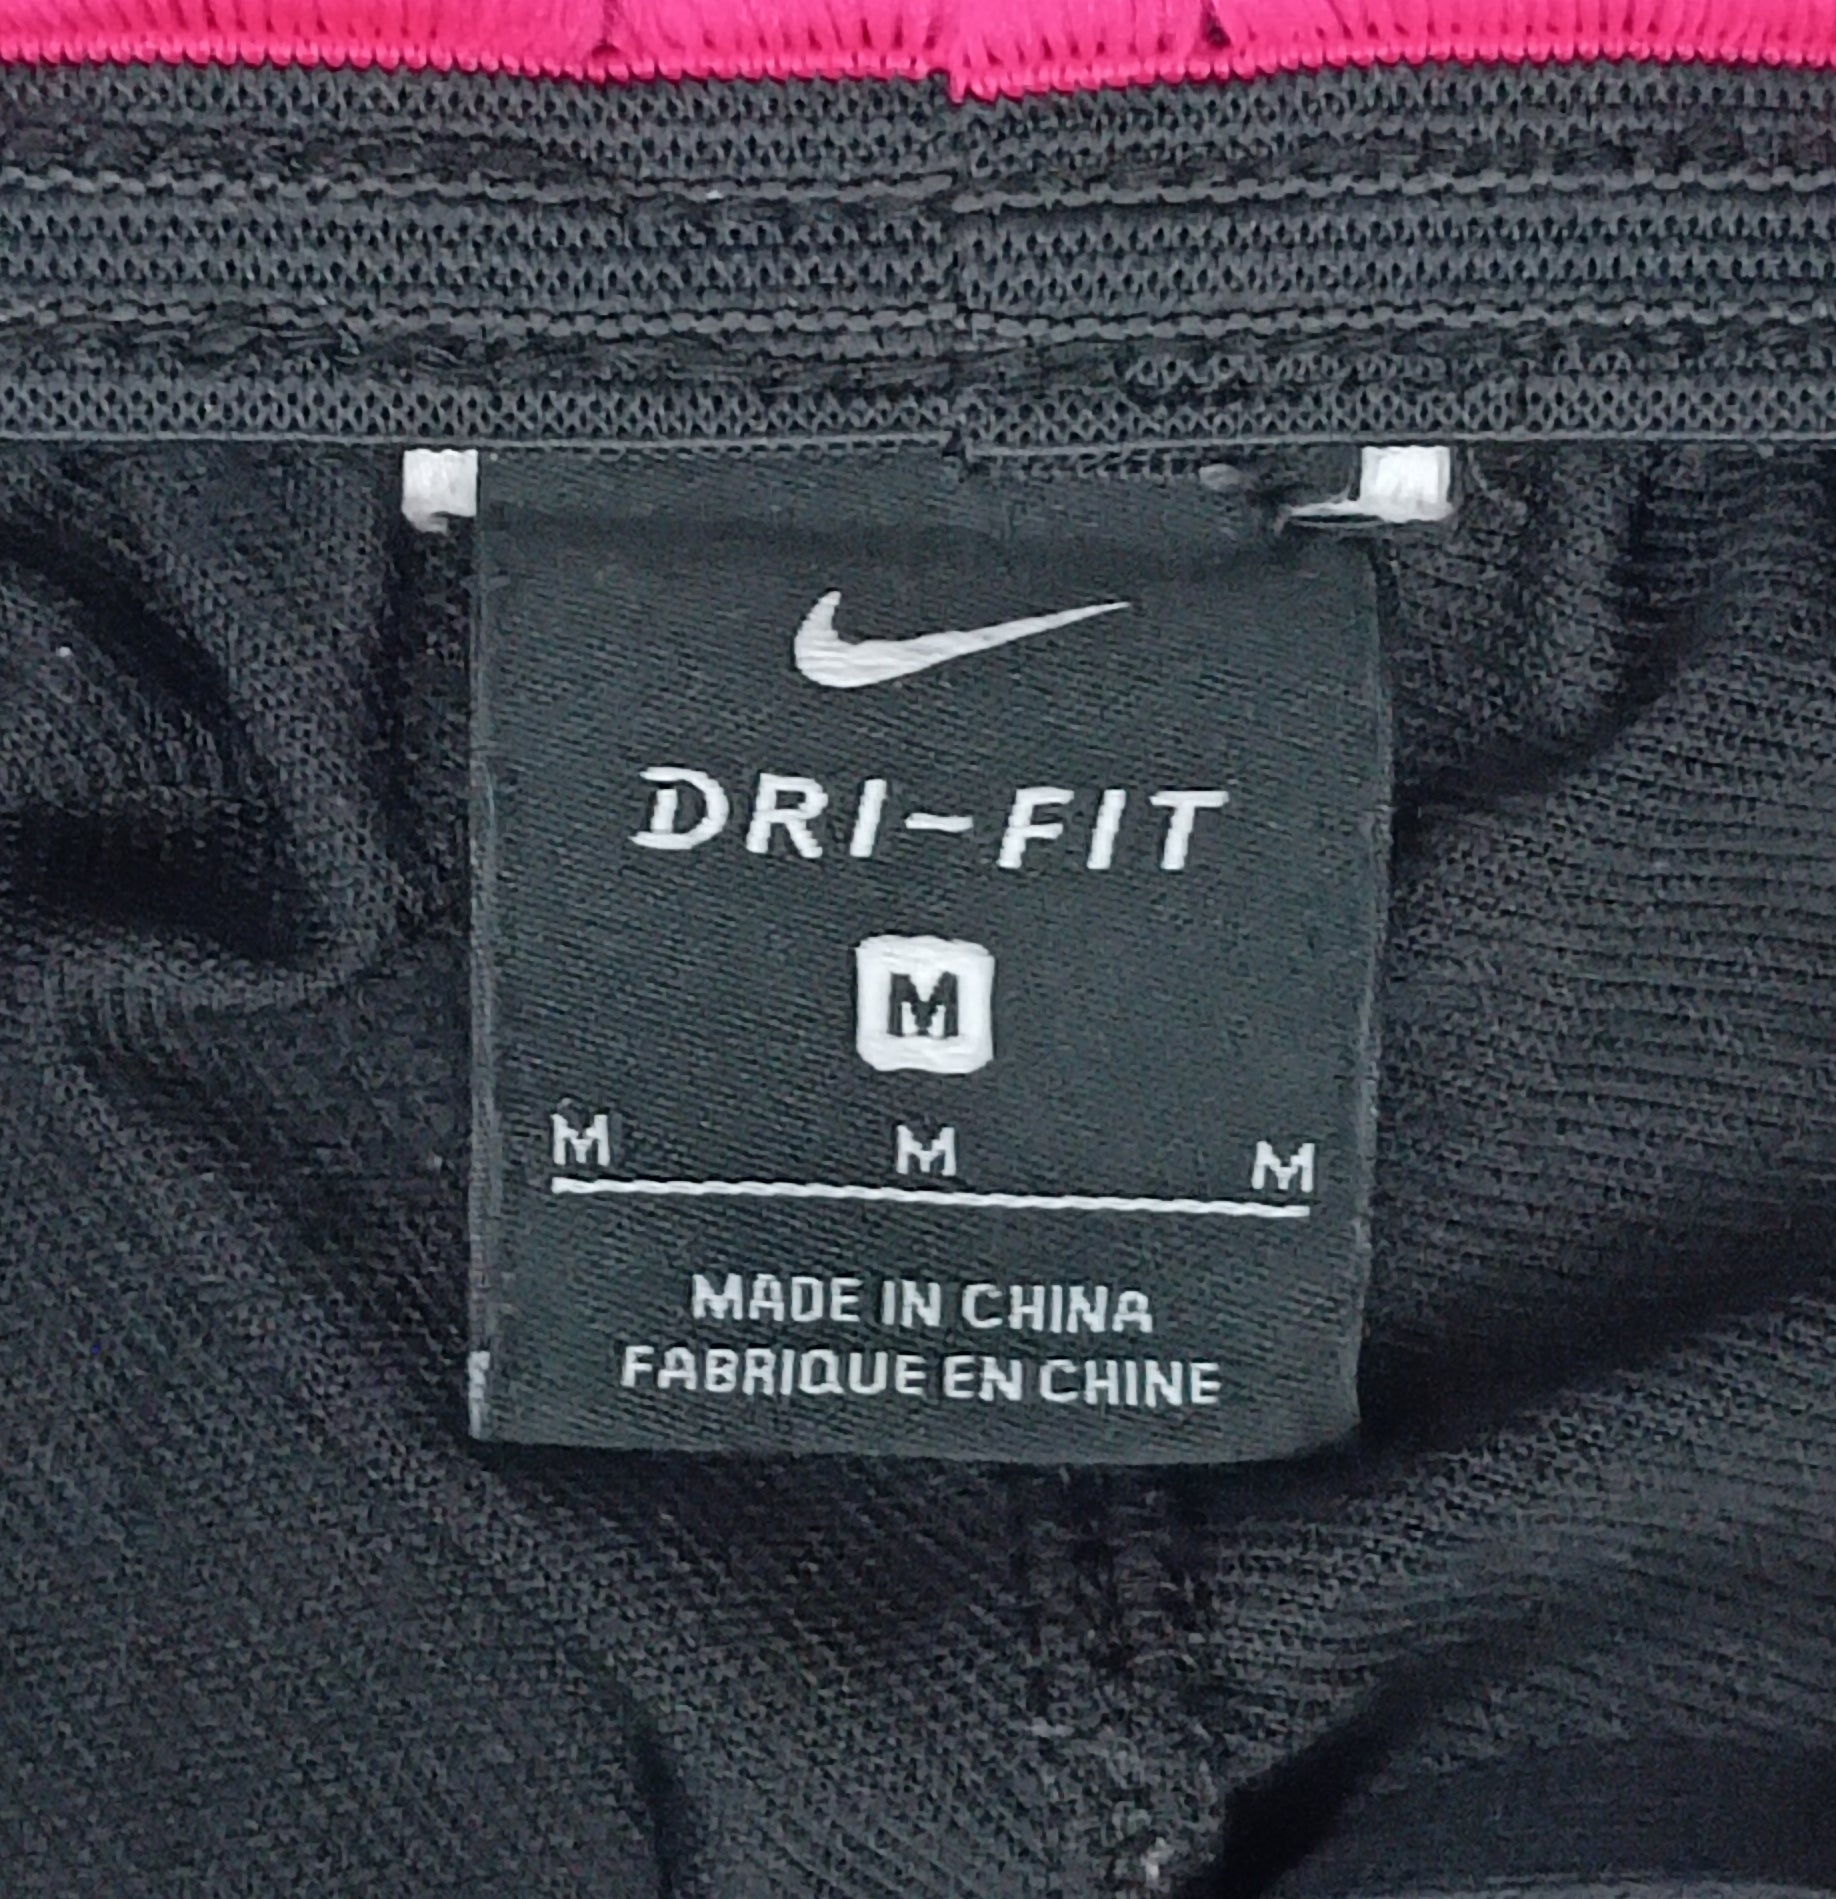 DRI-FIT
M
M M M
MADE IN CHINA
FABRIQUE EN CHINE